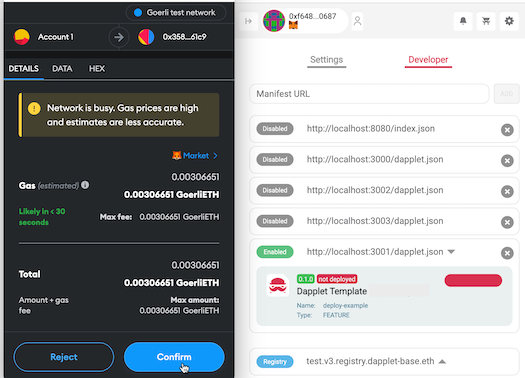 Goerli test network
Account 1
0x358...61c9
DETAILS
DATA
HEX
Network is busy. Gas prices are high
and estimates are less accurate.
Market >
Gas (estimated)
0.00306651
0.00306651 GoerliETH
Likely in < 30
seconds
Max fee: 0.00306651 GoerliETH
Total
0.00306651
0.00306651 GoerliETH
Amount + gas
fee
Max amount:
0.00306651 GoerliETH
Reject
Confirm
0xf648...0687
Settings
Developer
Manifest URL
ADD
Disabled http://localhost:8080/index.json
Disabled http://localhost:3000/dapplet.json
Disabled http://localhost:3002/dapplet.json
Disabled http://localhost:3003/dapplet.json
Enabled http://localhost:3001/dapplet.json
0.1.0 not deployed
Dapplet Template
Name: deploy-example
Type: FEATURE
Registry test.v3.registry.dapplet-base.eth